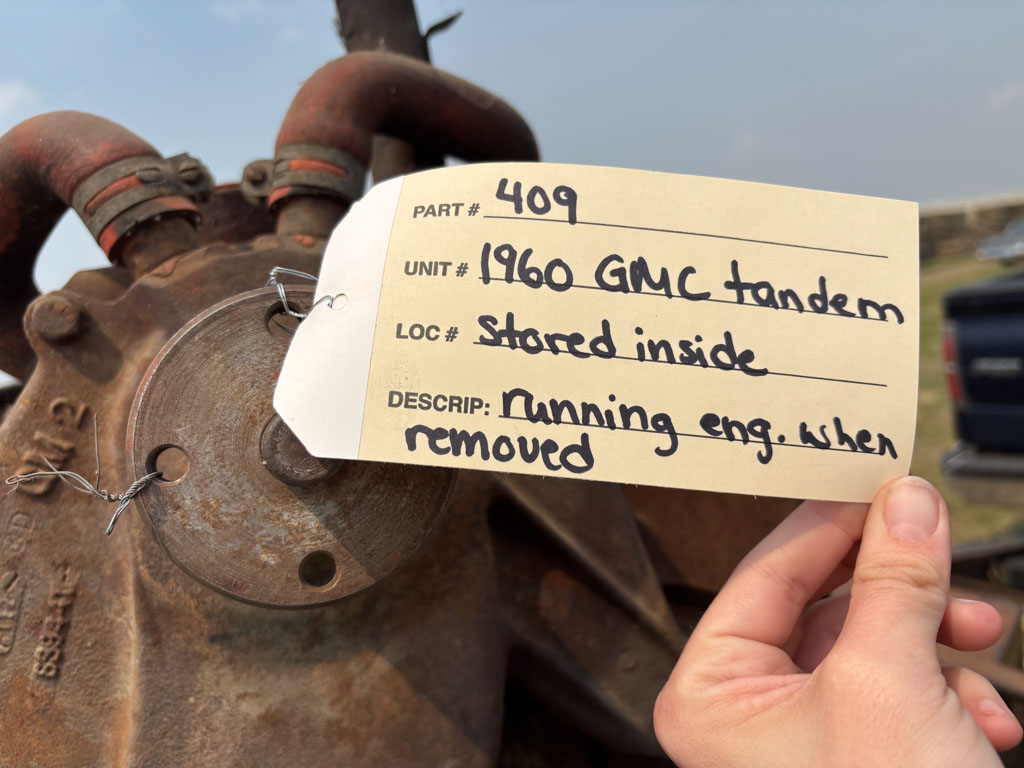 PART # 409
UNIT # 1960 GMC tandem
LOC # Stored inside
DESCRIP: running eng. when
removed